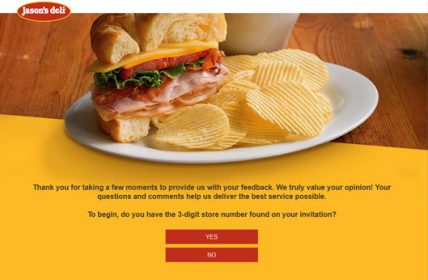 jason's deli
Thank you for taking a few moments to provide us with your feedback. We truly value your opinion! Your
questions and comments help us deliver the best service possible.
To begin, do you have the 3-digit store number found on your invitation?
YES
NO